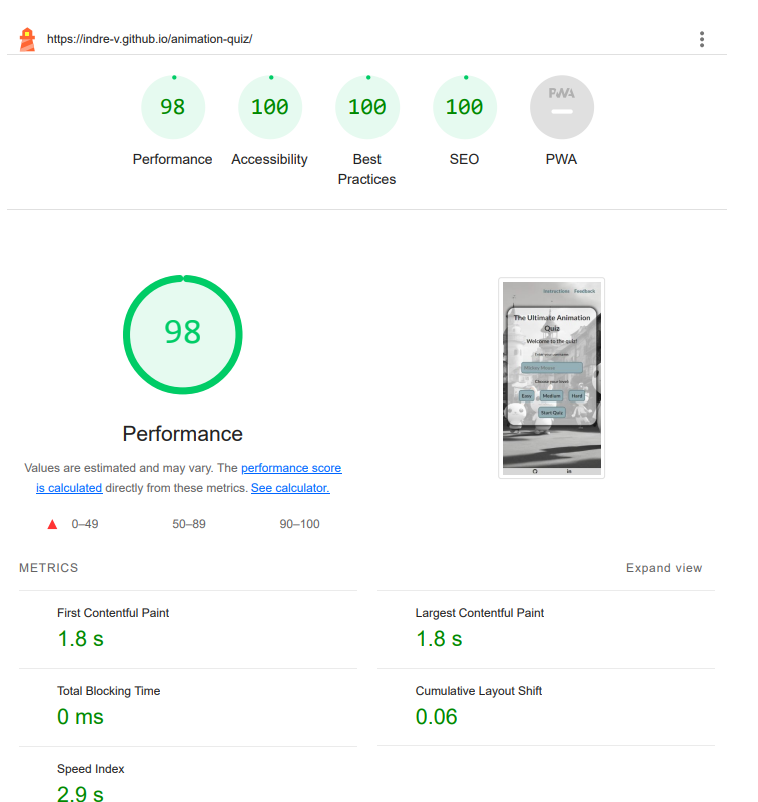 https://indre-v.github.io/animation-quiz/
98
100
100
100
PWA
Performance
Accessibility
Best
Practices
SEO
PWA
98
Performance
Values are estimated and may vary. The performance score
is calculated directly from these metrics. See calculator.
0–49
50–89
90–100
Instructions Feedback
The Ultimate Animation
Quiz
Welcome to the quiz!
Enter your username:
Mickey Mouse
Choose your level:
Easy Medium Hard
Start Quiz
in
METRICS
Expand view
First Contentful Paint
1.8 s
Largest Contentful Paint
1.8 s
Total Blocking Time
0 ms
Cumulative Layout Shift
0.06
Speed Index
2.9 s